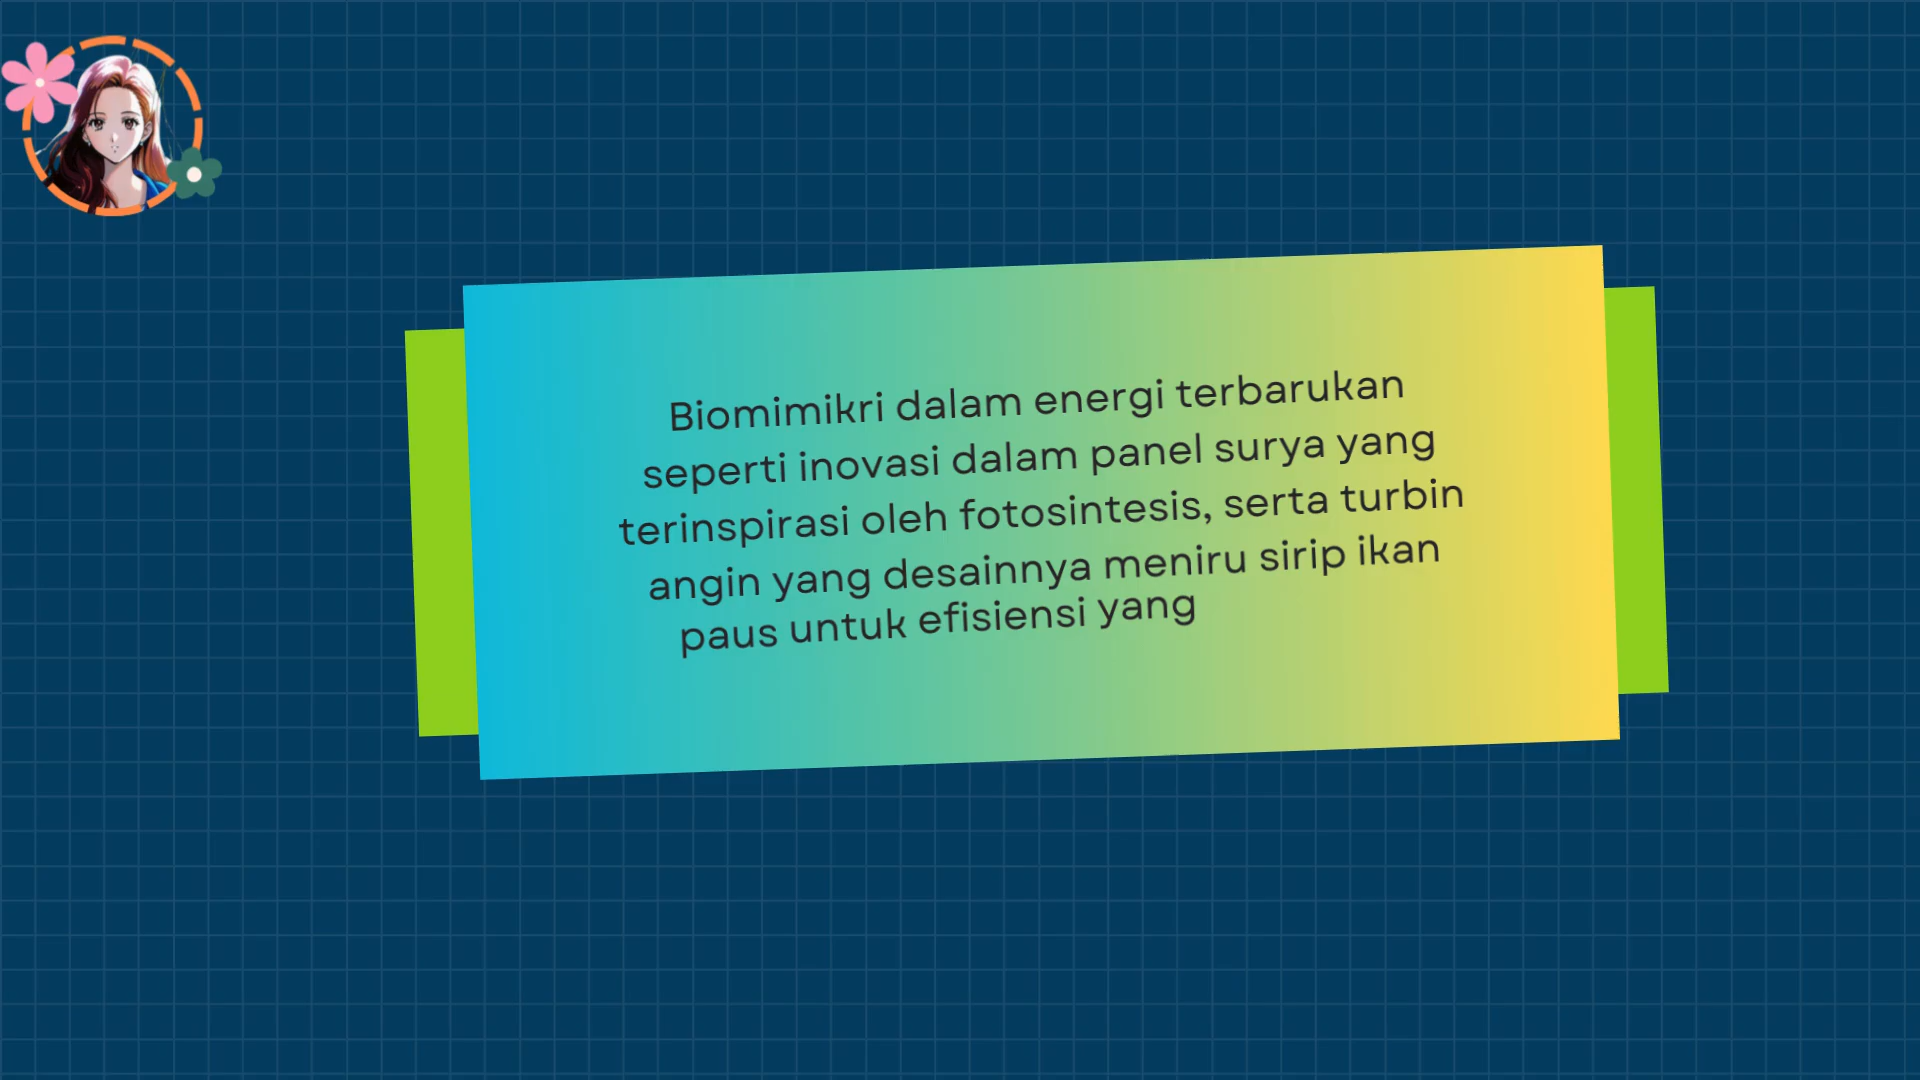 Biomimikri dalam energi terbarukan
seperti inovasi dalam panel surya yang
terinspirasi oleh fotosintesis, serta turbin
angin yang desainnya meniru sirip ikan
paus untuk efisiensi yang